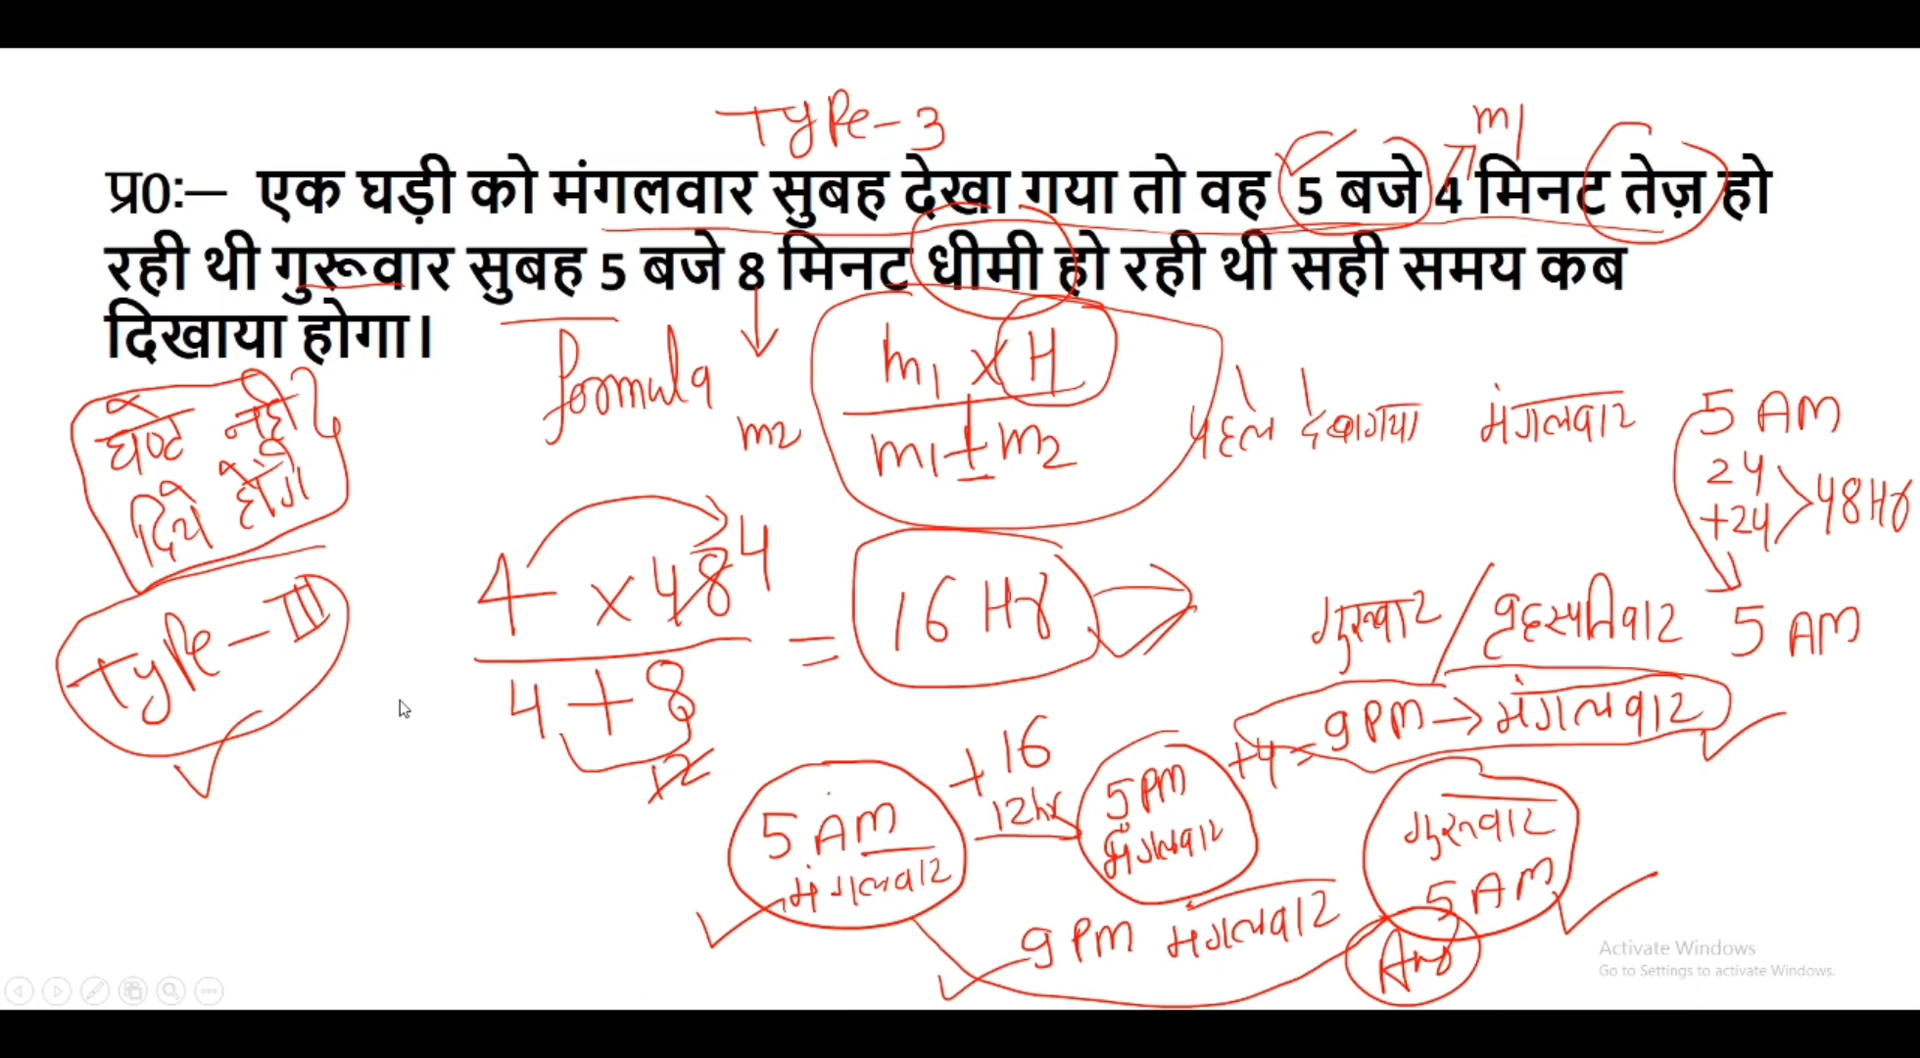 Type-3
m1
प्र0:— एक घड़ी को मंगलवार सुबह देखा गया तो वह 5 बजे 4 मिनट तेज़ हो
रही थी गुरूवार सुबह 5 बजे 8 मिनट धीमी हो रही थी सही समय कब
दिखाया होगा।
formula
m2
m1 x H
m1 + m2
घण्टे नहीं
दिये होंगे
Type-III
पहले देखा गया मंगलवार 5 AM
24
+24
48Hr
गुरूवार / बृहस्पतिवार 5 AM
4 x 48 4
4 + 8
12
= 16 Hr
5 AM
मंगलवार
+16
12hr
5 PM
मंगलवार
+4 = 9 PM → मंगलवार
9 PM मंगलवार
गुरूवार
5 AM
Ans
Activate Windows
Go to Settings to activate Windows.